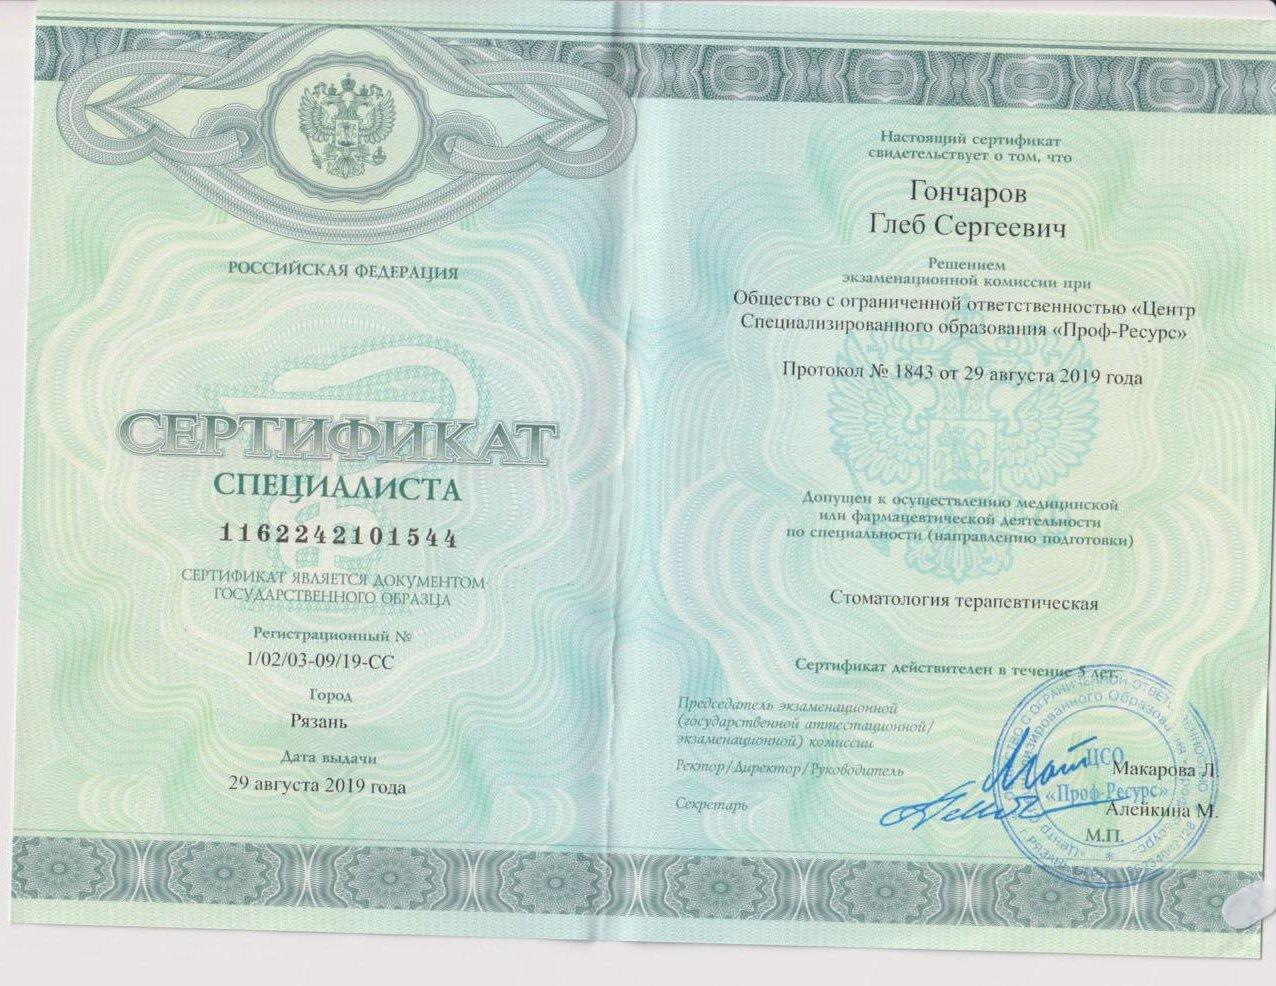 РОССИЙСКАЯ ФЕДЕРАЦИЯ
СЕРТИФИКАТ
СПЕЦИАЛИСТА
1162242101544
СЕРТИФИКАТ ЯВЛЯЕТСЯ ДОКУМЕНТОМ
ГОСУДАРСТВЕННОГО ОБРАЗЦА
Регистрационный №
1/02/03-09/19-СС
Город
Рязань
Дата выдачи
29 августа 2019 года
Настоящий сертификат
свидетельствует о том, что
Гончаров
Глеб Сергеевич
Решением
экзаменационной комиссии при
Общество с ограниченной ответственностью «Центр
Специализированного образования «Проф-Ресурс»
Протокол № 1843 от 29 августа 2019 года
Допущен к осуществлению медицинской
или фармацевтической деятельности
по специальности (направлению подготовки)
Стоматология терапевтическая
Сертификат действителен в течение 5 лет.
Председатель экзаменационной
(государственной аттестационной/
экзаменационной) комиссии
Ректор/Директор/Руководитель
Макарова Л.
Секретарь
Алейкина М.
М.П.
ЦСО
«Проф-Ресурс»